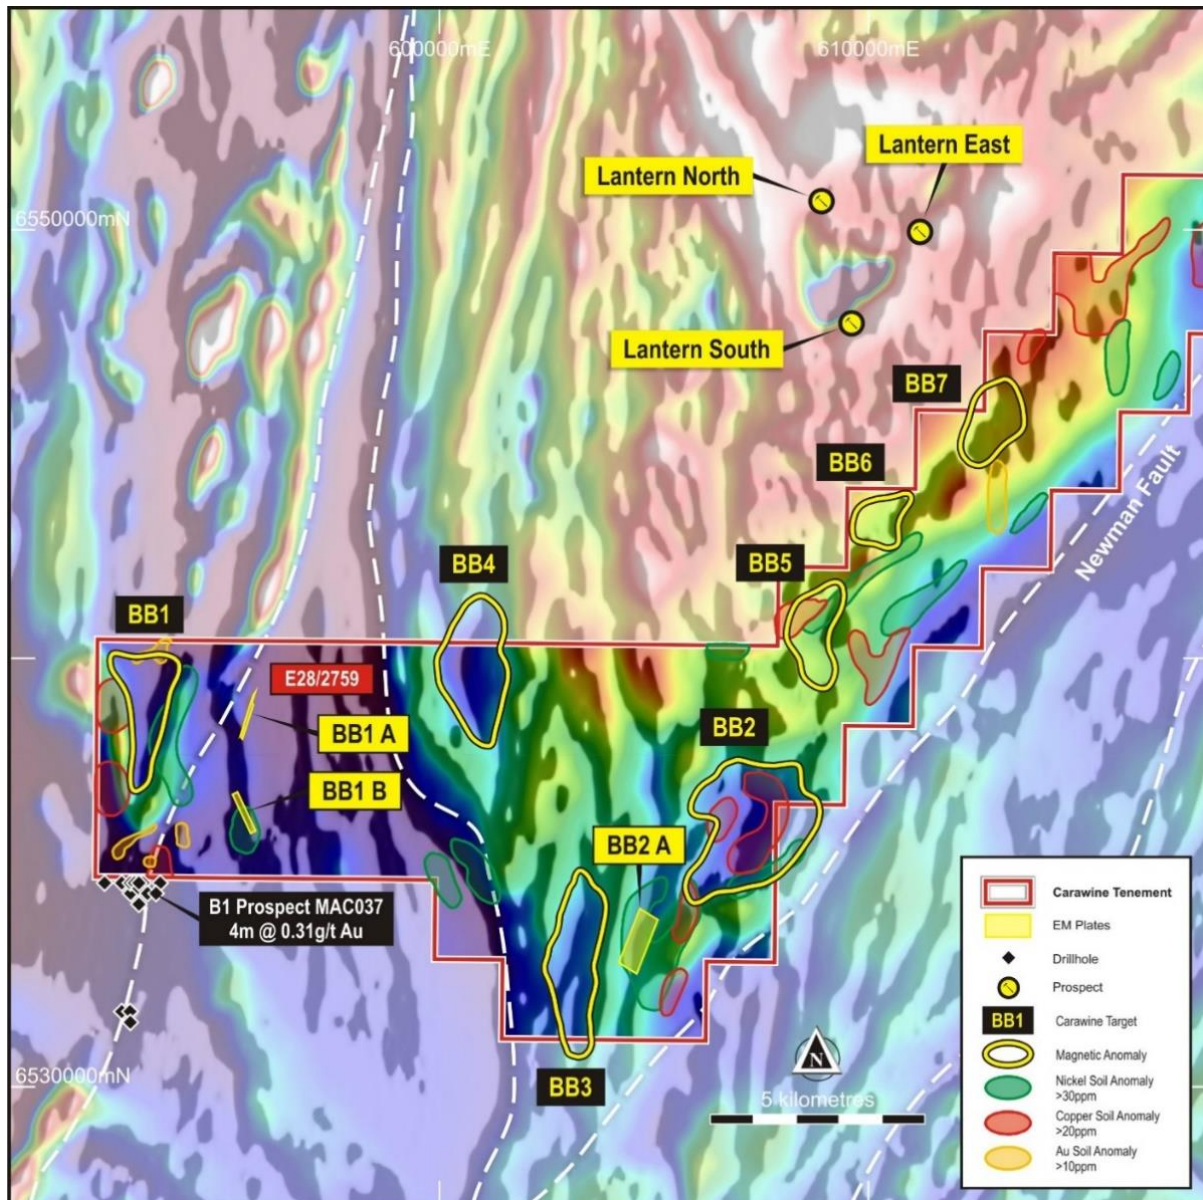 600000mE
610000mE
Lantern East
Lantern North
6550000mN
Lantern South
BB7
BB6
Newman Fault
BB5
BB4
BB1
E28/2759
BB2
BB1 A
BB1 B
BB2 A
B1 Prospect MAC037
4m @ 0.31g/t Au
BB3
6530000mN
N
5 kilometres
Carawine Tenement
EM Plates
Drillhole
Prospect
BB1
Carawine Target
Magnetic Anomaly
Nickel Soil Anomaly
>30ppm
Copper Soil Anomaly
>20ppm
Au Soil Anomaly
>10ppm